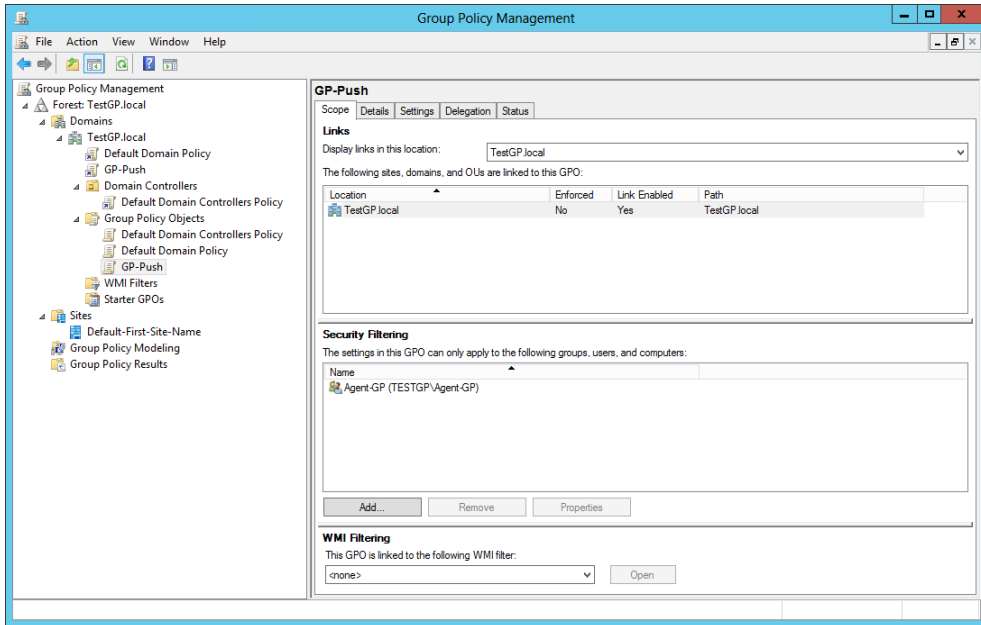 Group Policy Management
File Action View Window Help
Group Policy Management
Forest: TestGP.local
Domains
TestGP.local
Default Domain Policy
GP-Push
Domain Controllers
Default Domain Controllers Policy
Group Policy Objects
Default Domain Controllers Policy
Default Domain Policy
GP-Push
WMI Filters
Starter GPOs
Sites
Default-First-Site-Name
Group Policy Modeling
Group Policy Results
GP-Push
Scope Details Settings Delegation Status
Links
Display links in this location: TestGP.local
The following sites, domains, and OUs are linked to this GPO:
Location Enforced Link Enabled Path
TestGP.local No Yes TestGP.local
Security Filtering
The settings in this GPO can only apply to the following groups, users, and computers:
Name
Agent-GP (TESTGP\Agent-GP)
Add... Remove Properties
WMI Filtering
This GPO is linked to the following WMI filter:
<none> Open